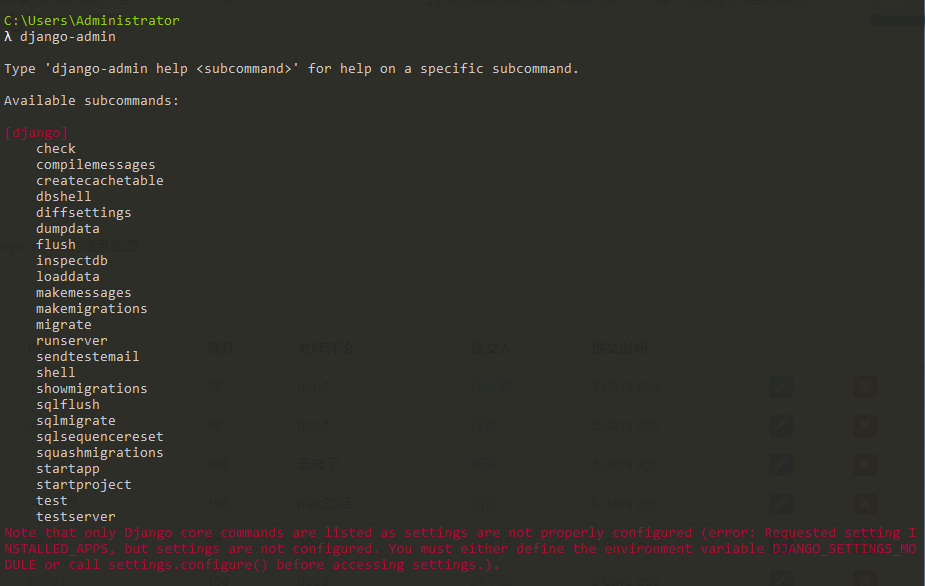 C:\Users\Administrator
λ django-admin
Type 'django-admin help <subcommand>' for help on a specific subcommand.
Available subcommands:
[django]
check
compilemessages
createcachetable
dbshell
diffsettings
dumpdata
flush
inspectdb
loaddata
makemessages
makemigrations
migrate
runserver
sendtestemail
shell
showmigrations
sqlflush
sqlmigrate
sqlsequencereset
squashmigrations
startapp
startproject
test
testserver
Note that only Django core commands are listed as settings are not properly configured (error: Requested setting I
NSTALLED_APPS, but settings are not configured. You must either define the environment variable DJANGO_SETTINGS_MO
DULE or call settings.configure() before accessing settings.).